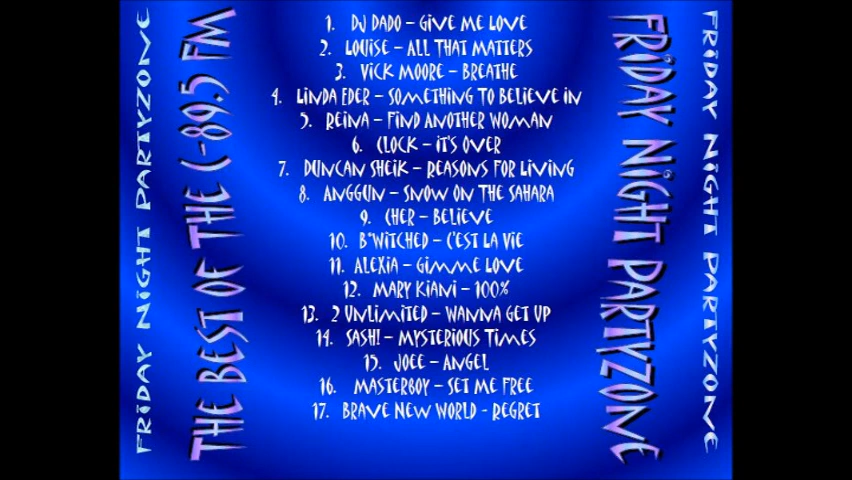 FRIDAY NIGHT PARTYZONE
THE BEST OF THE C-89.5 FM
1. DJ DADO – GIVE ME LOVE
2. LOUISE – ALL THAT MATTERS
3. VICK MOORE – BREATHE
4. LINDA EDER – SOMETHING TO BELIEVE IN
5. REINA – FIND ANOTHER WOMAN
6. CLOCK – IT'S OVER
7. DUNCAN SHEIK – REASONS FOR LIVING
8. ANGGUN – SNOW ON THE SAHARA
9. CHER – BELIEVE
10. B*WITCHED – C'EST LA VIE
11. ALEXIA – GIMME LOVE
12. MARY KIANI – 100%
13. 2 UNLIMITED – WANNA GET UP
14. SASH! – MYSTERIOUS TIMES
15. JOEE – ANGEL
16. MASTERBOY – SET ME FREE
17. BRAVE NEW WORLD - REGRET
FRIDAY NIGHT PARTYZONE
FRIDAY NIGHT PARTYZONE